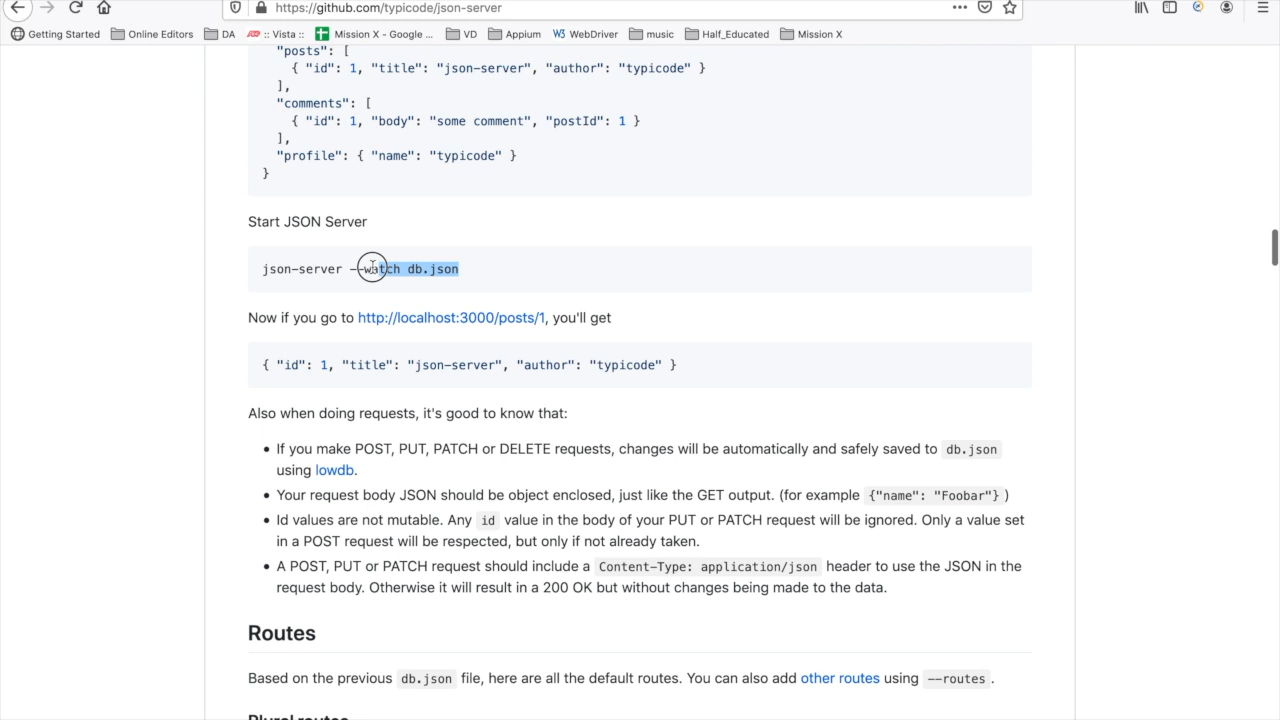 https://github.com/typicode/json-server
Getting Started Online Editors DA :: Vista :: Mission X - Google ... VD Appium W3 WebDriver music Half_Educated Mission X
"posts": [
{ "id": 1, "title": "json-server", "author": "typicode" }
],
"comments": [
{ "id": 1, "body": "some comment", "postId": 1 }
],
"profile": { "name": "typicode" }
}
Start JSON Server
json-server --watch db.json
Now if you go to http://localhost:3000/posts/1, you'll get
{ "id": 1, "title": "json-server", "author": "typicode" }
Also when doing requests, it's good to know that:
• If you make POST, PUT, PATCH or DELETE requests, changes will be automatically and safely saved to db.json
using lowdb.
• Your request body JSON should be object enclosed, just like the GET output. (for example {"name": "Foobar"})
• Id values are not mutable. Any id value in the body of your PUT or PATCH request will be ignored. Only a value set
in a POST request will be respected, but only if not already taken.
• A POST, PUT or PATCH request should include a Content-Type: application/json header to use the JSON in the
request body. Otherwise it will result in a 200 OK but without changes being made to the data.
Routes
Based on the previous db.json file, here are all the default routes. You can also add other routes using --routes.
Plural routes